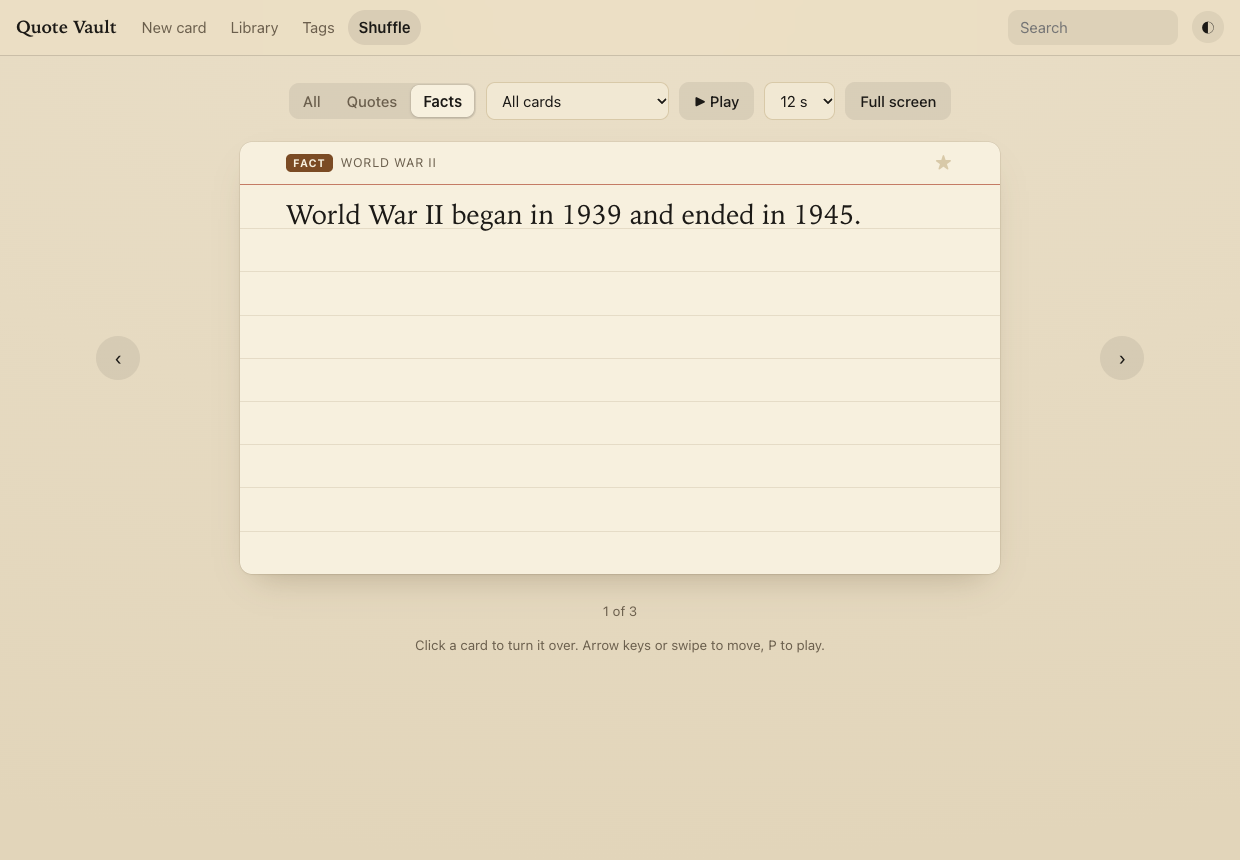 Quote Vault New card Library Tags Shuffle Search
All Quotes Facts All cards ▶ Play 12 s Full screen
FACT WORLD WAR II
World War II began in 1939 and ended in 1945.
‹ ›
1 of 3
Click a card to turn it over. Arrow keys or swipe to move, P to play.